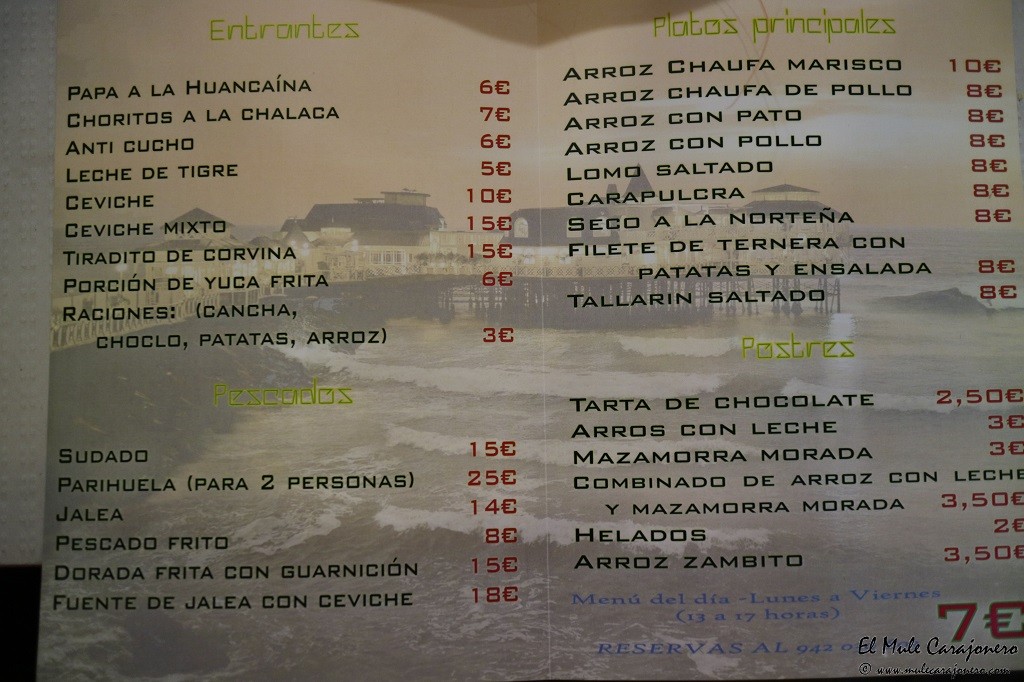 Entrantes
Papa a la Huancaína 6€
Choritos a la chalaca 7€
Anti cucho 6€
Leche de tigre 5€
Ceviche 10€
Ceviche mixto 15€
Tiradito de corvina 15€
Porción de yuca frita 6€
Raciones: (cancha,
choclo, patatas, arroz) 3€
Pescados
Sudado 15€
Parihuela (para 2 personas) 25€
Jalea 14€
Pescado frito 8€
Dorada frita con guarnición 15€
Fuente de jalea con ceviche 18€
Platos principales
Arroz Chaufa marisco 10€
Arroz chaufa de pollo 8€
Arroz con pato 8€
Arroz con pollo 8€
Lomo saltado 8€
Carapulcra 8€
Seco a la norteña 8€
Filete de ternera con
patatas y ensalada 8€
Tallarin saltado 8€
Postres
Tarta de chocolate 2,50€
Arros con leche 3€
Mazamorra morada 3€
Combinado de arroz con leche
y mazamorra morada 3,50€
Helados 2€
Arroz zambito 3,50€
Menú del día -Lunes a Viernes
(13 a 17 horas) 7€
RESERVAS AL 942
El Mule Carajonero
© www.mulecarajonero.com